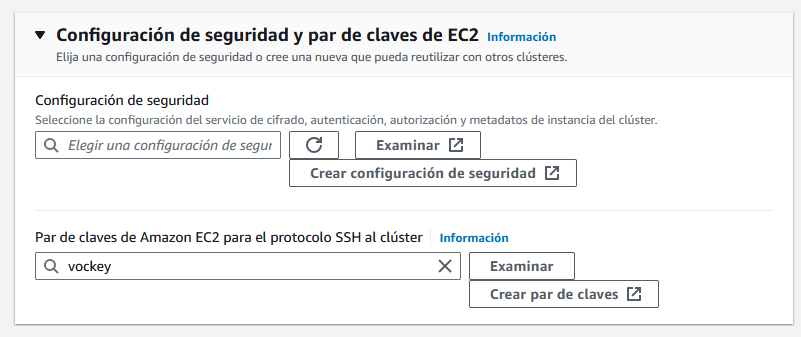 Configuración de seguridad y par de claves de EC2 Información
Elija una configuración de seguridad o cree una nueva que pueda reutilizar con otros clústeres.
Configuración de seguridad
Seleccione la configuración del servicio de cifrado, autenticación, autorización y metadatos de instancia del clúster.
Elegir una configuración de segur Examinar
Crear configuración de seguridad
Par de claves de Amazon EC2 para el protocolo SSH al clúster Información
vockey Examinar
Crear par de claves